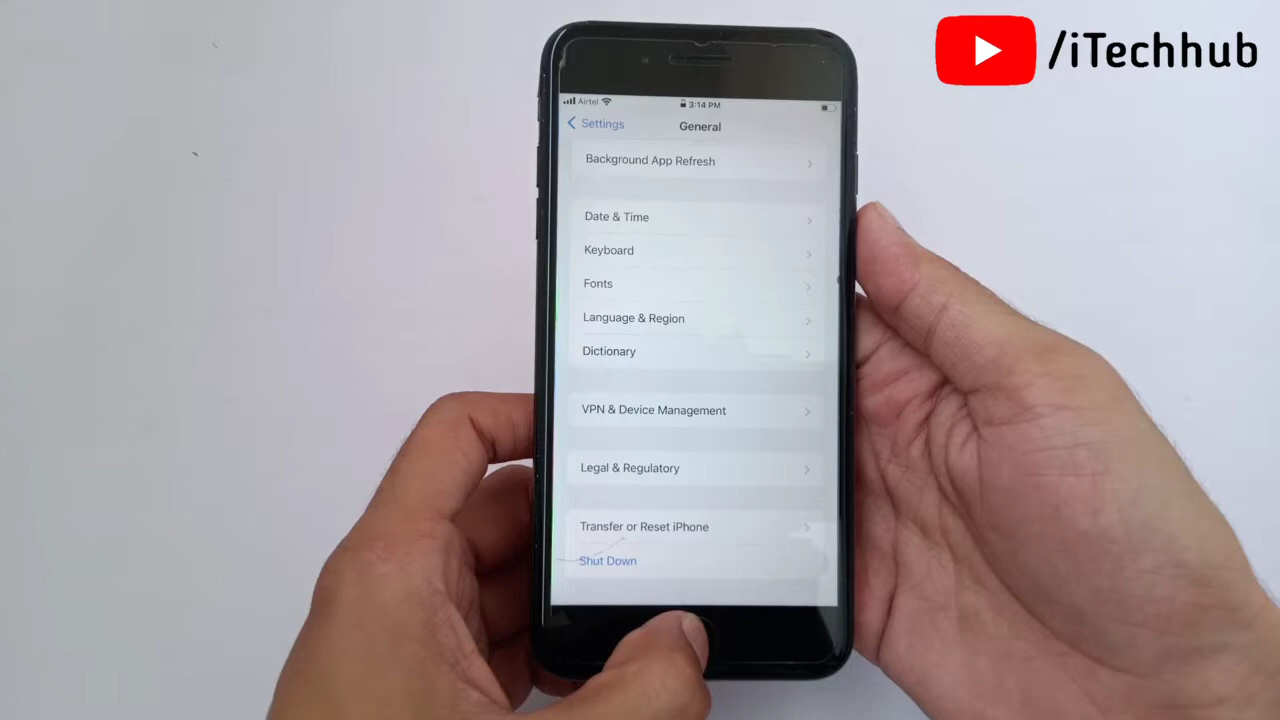 /iTechhub
Airtel
3:14 PM
Settings
General
Background App Refresh
Date & Time
Keyboard
Fonts
Language & Region
Dictionary
VPN & Device Management
Legal & Regulatory
Transfer or Reset iPhone
Shut Down